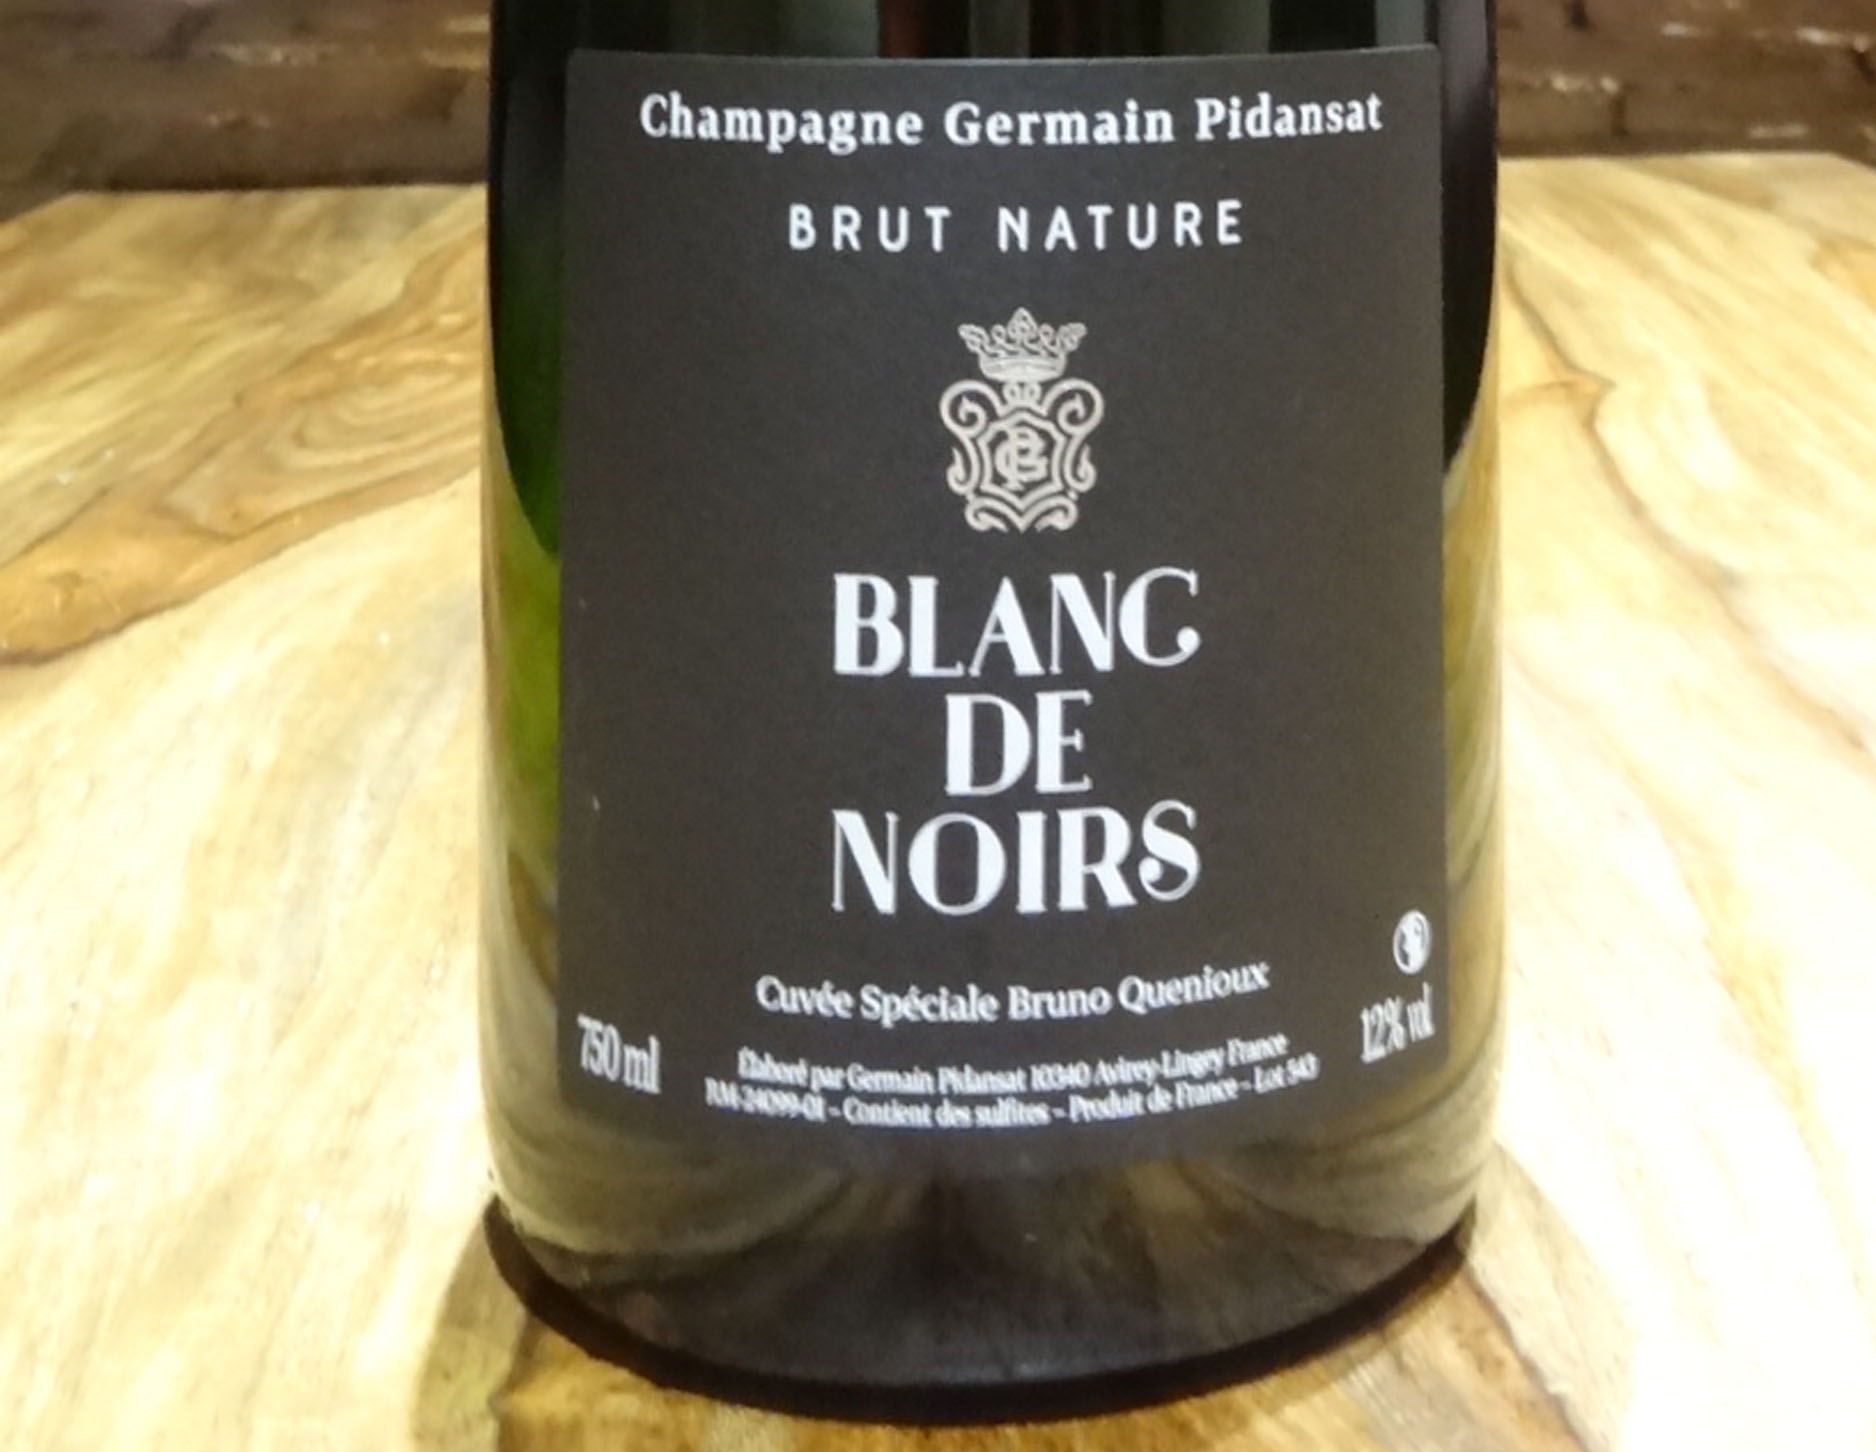 Champagne Germain Pidansat
BRUT NATURE
BLANC
DE
NOIRS
Cuvée Spéciale Bruno Quenioux
750 ml
12% vol
Élaboré par Germain Pidansat 10340 Avirey-Lingey France
RM-24099-01 - Contient des sulfites - Produit de France - Lot 543